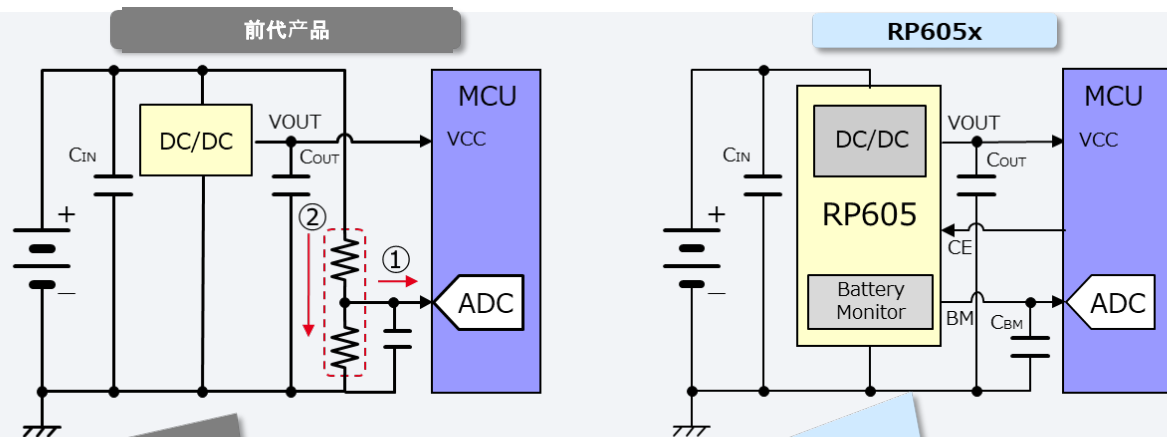 前代产品
MCU
DC/DC
VOUT
VCC
CIN
COUT
+
②
①
ADC
−
RP605x
MCU
DC/DC
VOUT
VCC
CIN
COUT
+
RP605
CE
Battery
Monitor
ADC
BM
CBM
−